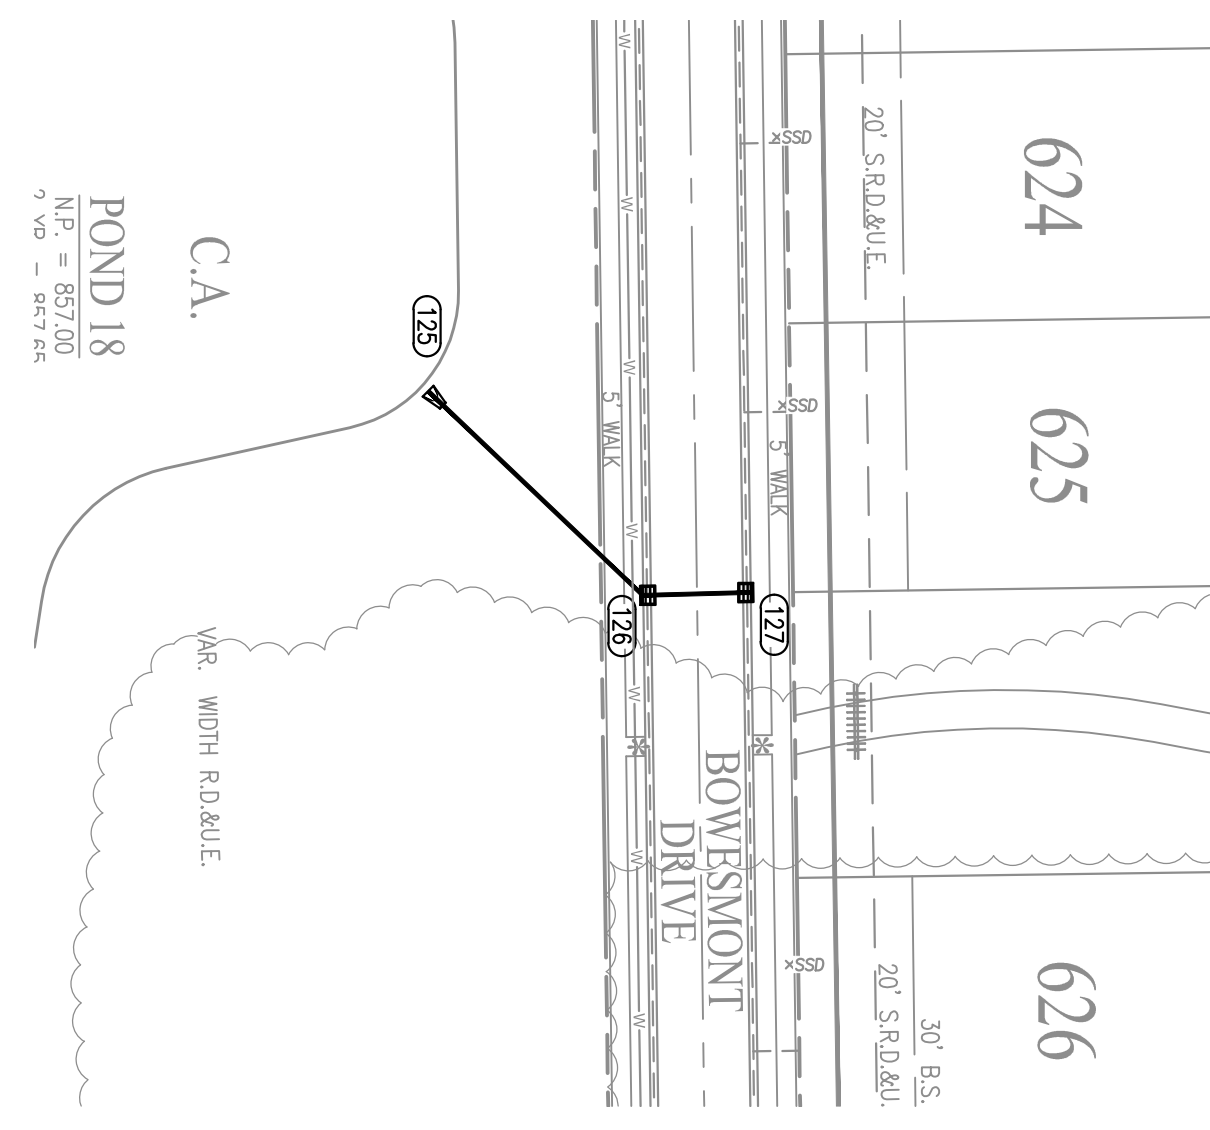 624
20' S.R.D.&U.E.
xSSD
W
W
C.A.
POND 18
N.P. = 857.00
125
W
5' WALK
xSSD
5' WALK
625
W
126
127
VAR. WIDTH R.D.&U.E.
W
BOWESMONT
DRIVE
W
xSSD
626
20' S.R.D.&U.
30' B.S.
W